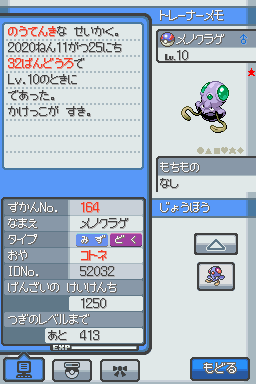 トレーナーメモ
のうてんきな せいかく。
2020ねん11がつ25にち
32ばんどうろで
Lv.10のときに
であった。
かけっこが すき。
メノクラゲ ♂
Lv.10
もちもの
なし
ずかんNo. 164
なまえ メノクラゲ
タイプ みず どく
おや コトネ
IDNo. 52032
げんざいの けいけんち
1250
つぎのレベルまで
あと 413
EXP
じょうほう
もどる